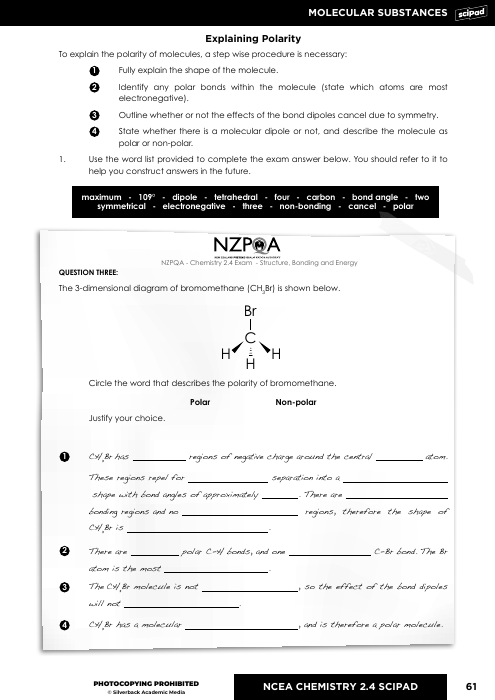 MOLECULAR SUBSTANCES scipad
Explaining Polarity
To explain the polarity of molecules, a step wise procedure is necessary:
1 Fully explain the shape of the molecule.
2 Identify any polar bonds within the molecule (state which atoms are most
electronegative).
3 Outline whether or not the effects of the bond dipoles cancel due to symmetry.
4 State whether there is a molecular dipole or not, and describe the molecule as
polar or non-polar.
1. Use the word list provided to complete the exam answer below. You should refer to it to
help you construct answers in the future.
maximum - 109° - dipole - tetrahedral - four - carbon - bond angle - two
symmetrical - electronegative - three - non-bonding - cancel - polar
NZPQA
NZPQA - Chemistry 2.4 Exam - Structure, Bonding and Energy
QUESTION THREE:
The 3-dimensional diagram of bromomethane (CH3Br) is shown below.
Br
C
H H
H
Circle the word that describes the polarity of bromomethane.
Polar Non-polar
Justify your choice.
1 CH3Br has ________ regions of negative charge around the central ________ atom.
These regions repel for ________ separation into a ________
shape with bond angles of approximately ________. There are ________
bonding regions and no ________ regions, therefore the shape of
CH3Br is ________.
2 There are ________ polar C-H bonds, and one ________ C-Br bond. The Br
atom is the most ________.
3 The CH3Br molecule is not ________, so the effect of the bond dipoles
will not ________.
4 CH3Br has a molecular ________, and is therefore a polar molecule.
PHOTOCOPYING PROHIBITED
© Silverback Academic Media
NCEA CHEMISTRY 2.4 SCIPAD 61